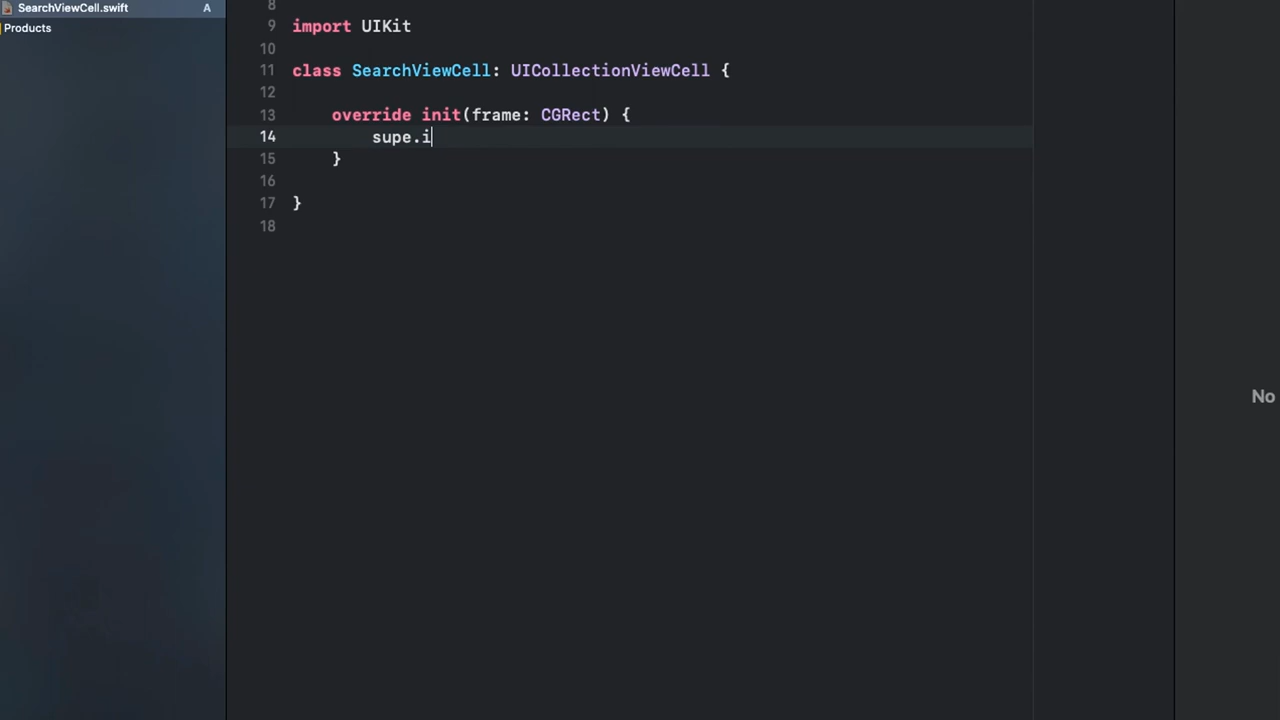 SearchViewCell.swift A
Products
8
9 import UIKit
10
11 class SearchViewCell: UICollectionViewCell {
12
13 override init(frame: CGRect) {
14 supe.i
15 }
16
17 }
18
No